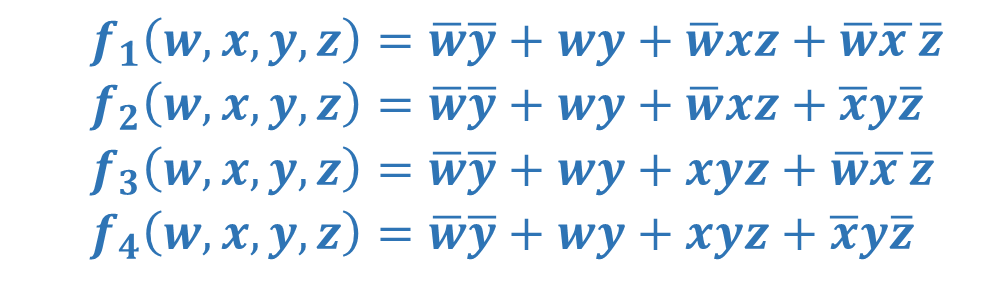 f₁(w, x, y, z) = w̅y̅ + wy + w̅xz + w̅x̅z̅
f₂(w, x, y, z) = w̅y̅ + wy + w̅xz + x̅yz̅
f₃(w, x, y, z) = w̅y̅ + wy + xyz + w̅x̅z̅
f₄(w, x, y, z) = w̅y̅ + wy + xyz + x̅yz̅